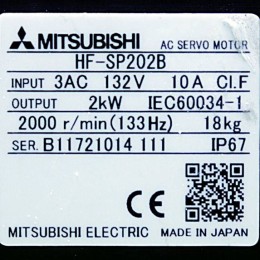 MITSUBISHI AC SERVO MOTOR
HF-SP202B
INPUT 3AC 132V 10A CI.F
OUTPUT 2kW IEC60034-1
2000 r/min(133Hz) 18kg
SER. B11721014 111 IP67
CE
MITSUBISHI ELECTRIC MADE IN JAPAN